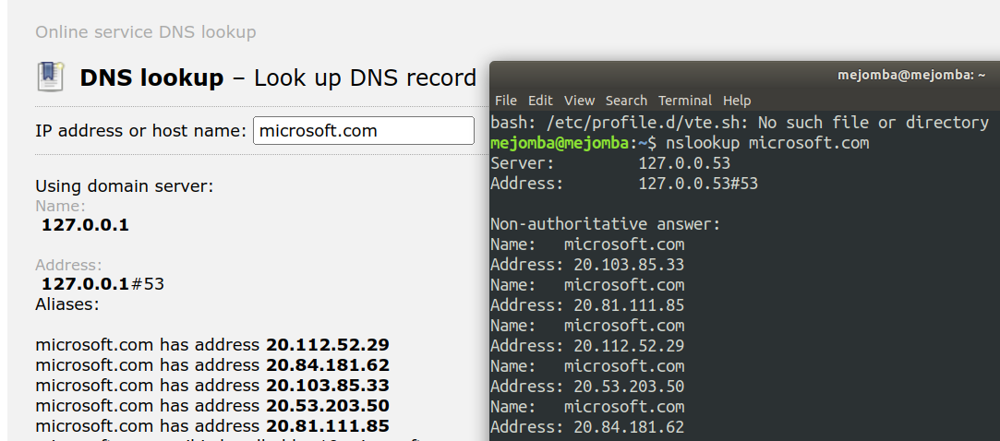 Online service DNS lookup
DNS lookup – Look up DNS record
IP address or host name: microsoft.com
Using domain server:
Name:
127.0.0.1
Address:
127.0.0.1#53
Aliases:
microsoft.com has address 20.112.52.29
microsoft.com has address 20.84.181.62
microsoft.com has address 20.103.85.33
microsoft.com has address 20.53.203.50
microsoft.com has address 20.81.111.85
mejomba@mejomba: ~
File Edit View Search Terminal Help
bash: /etc/profile.d/vte.sh: No such file or directory
mejomba@mejomba:~$ nslookup microsoft.com
Server: 127.0.0.53
Address: 127.0.0.53#53
Non-authoritative answer:
Name: microsoft.com
Address: 20.103.85.33
Name: microsoft.com
Address: 20.81.111.85
Name: microsoft.com
Address: 20.112.52.29
Name: microsoft.com
Address: 20.53.203.50
Name: microsoft.com
Address: 20.84.181.62